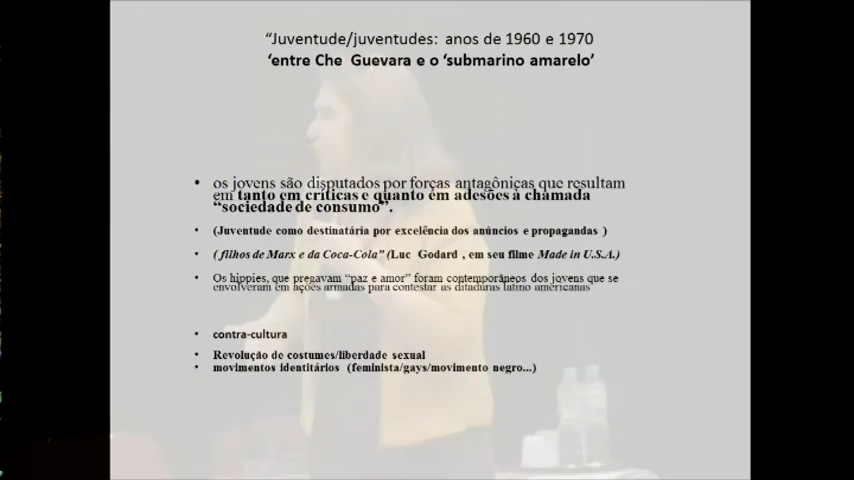 “Juventude/juventudes: anos de 1960 e 1970
‘entre Che Guevara e o ‘submarino amarelo’
• os jovens são disputados por forças antagônicas que resultam
em tanto em críticas e quanto em adesões à chamada
“sociedade de consumo”.
• (Juventude como destinatária por excelência dos anúncios e propagandas )
• ( filhos de Marx e da Coca-Cola” (Luc Godard , em seu filme Made in U.S.A.)
• Os hippies, que pregavam “paz e amor” foram contemporâneos dos jovens que se
envolveram em ações armadas para contestar as ditaduras latino americanas
• contra-cultura
• Revolução de costumes/liberdade sexual
• movimentos identitários (feminista/gays/movimento negro...)